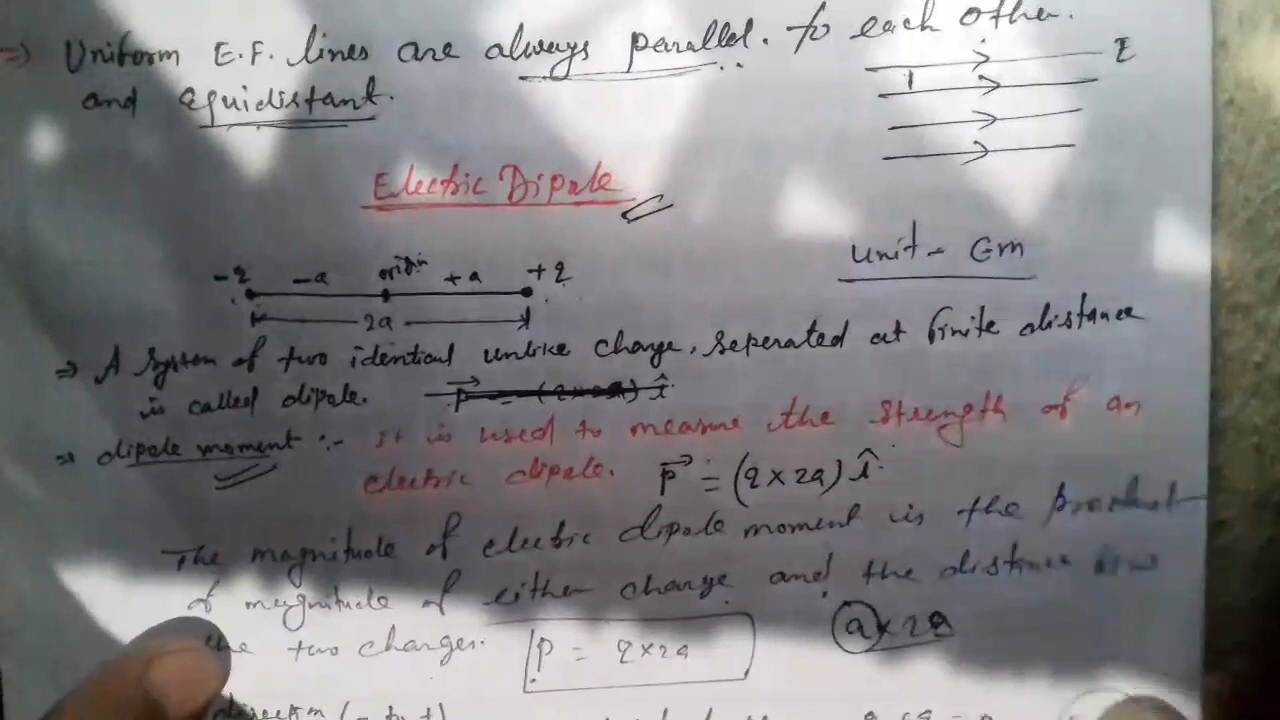 ⇒ Uniform E.F. lines are always parallel. to each other.
and equidistant.
E
Electric Dipole
Unit - Cm
-q -a origin +a +q
2a
⇒ A system of two identical unlike charge, seperated at finite distance
is called dipole.
⇒ dipole moment :- It is used to measure the strength of an
electric dipole. p⃗ = (q×2a) î
The magnitude of electric dipole moment is the product
of magnitude of either charge and the distance
the two charges. p = q×2a